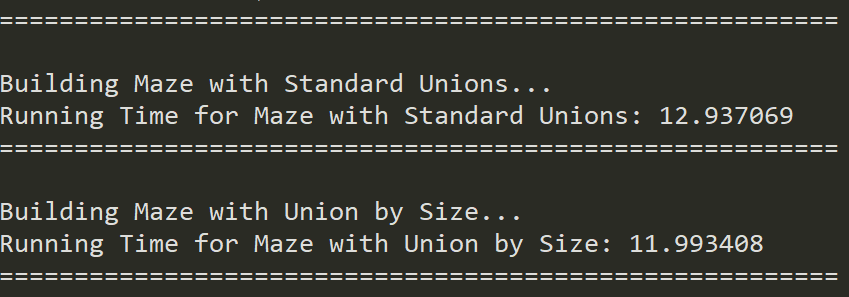 ========================================================
Building Maze with Standard Unions...
Running Time for Maze with Standard Unions: 12.937069
========================================================
Building Maze with Union by Size...
Running Time for Maze with Union by Size: 11.993408
========================================================